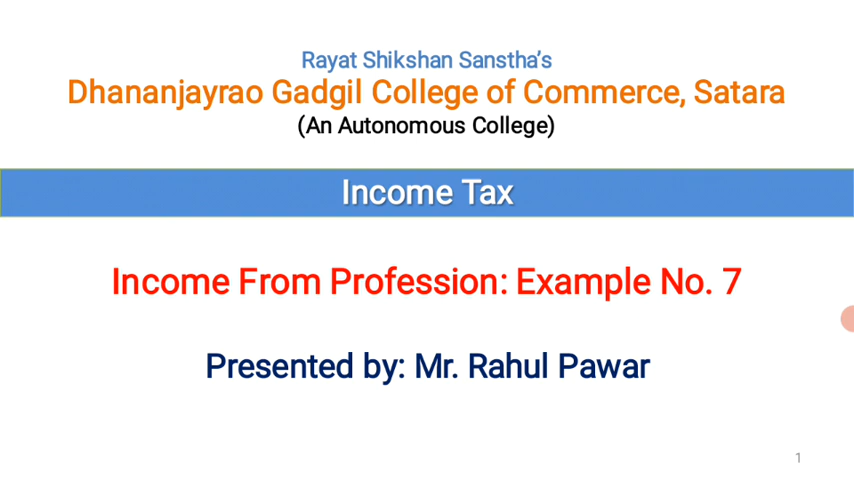 Rayat Shikshan Sanstha’s
Dhananjayrao Gadgil College of Commerce, Satara
(An Autonomous College)
Income Tax
Income From Profession: Example No. 7
Presented by: Mr. Rahul Pawar
1